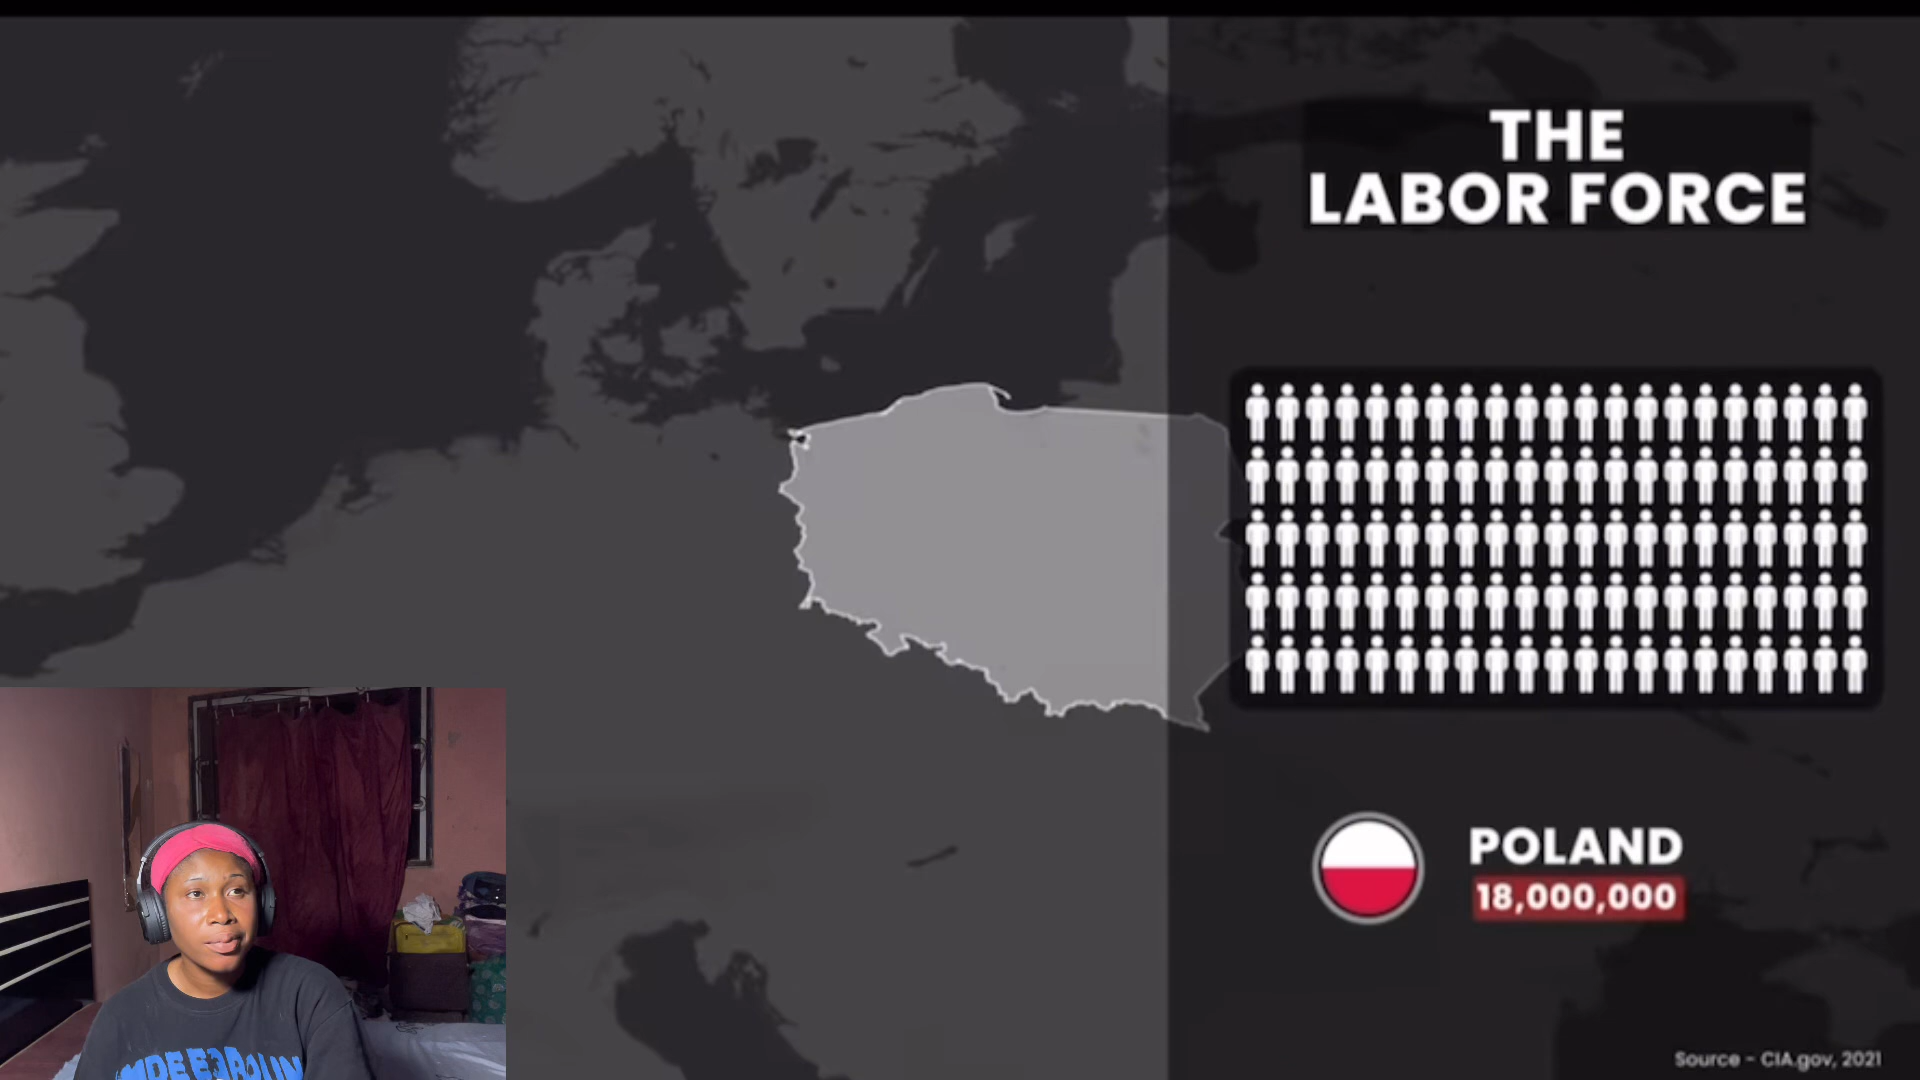 THE
LABOR FORCE
POLAND
18,000,000
Source - CIA.gov, 2021